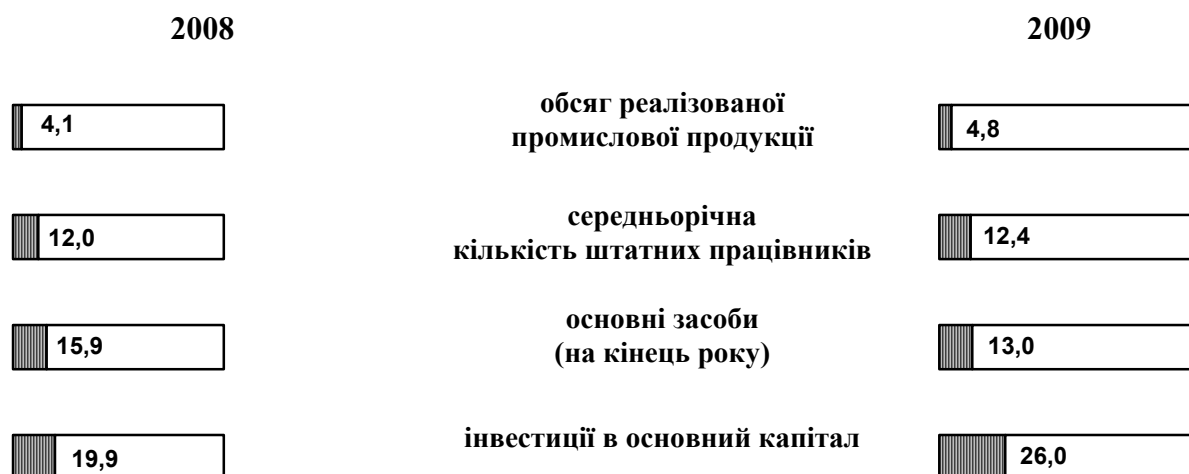 2008
2009
4,1
обсяг реалізованої
промислової продукції
4,8
12,0
середньорічна
кількість штатних працівників
12,4
15,9
основні засоби
(на кінець року)
13,0
19,9
інвестиції в основний капітал
26,0